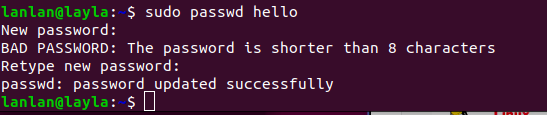 lanlan@layla:~$ sudo passwd hello
New password:
BAD PASSWORD: The password is shorter than 8 characters
Retype new password:
passwd: password updated successfully
lanlan@layla:~$